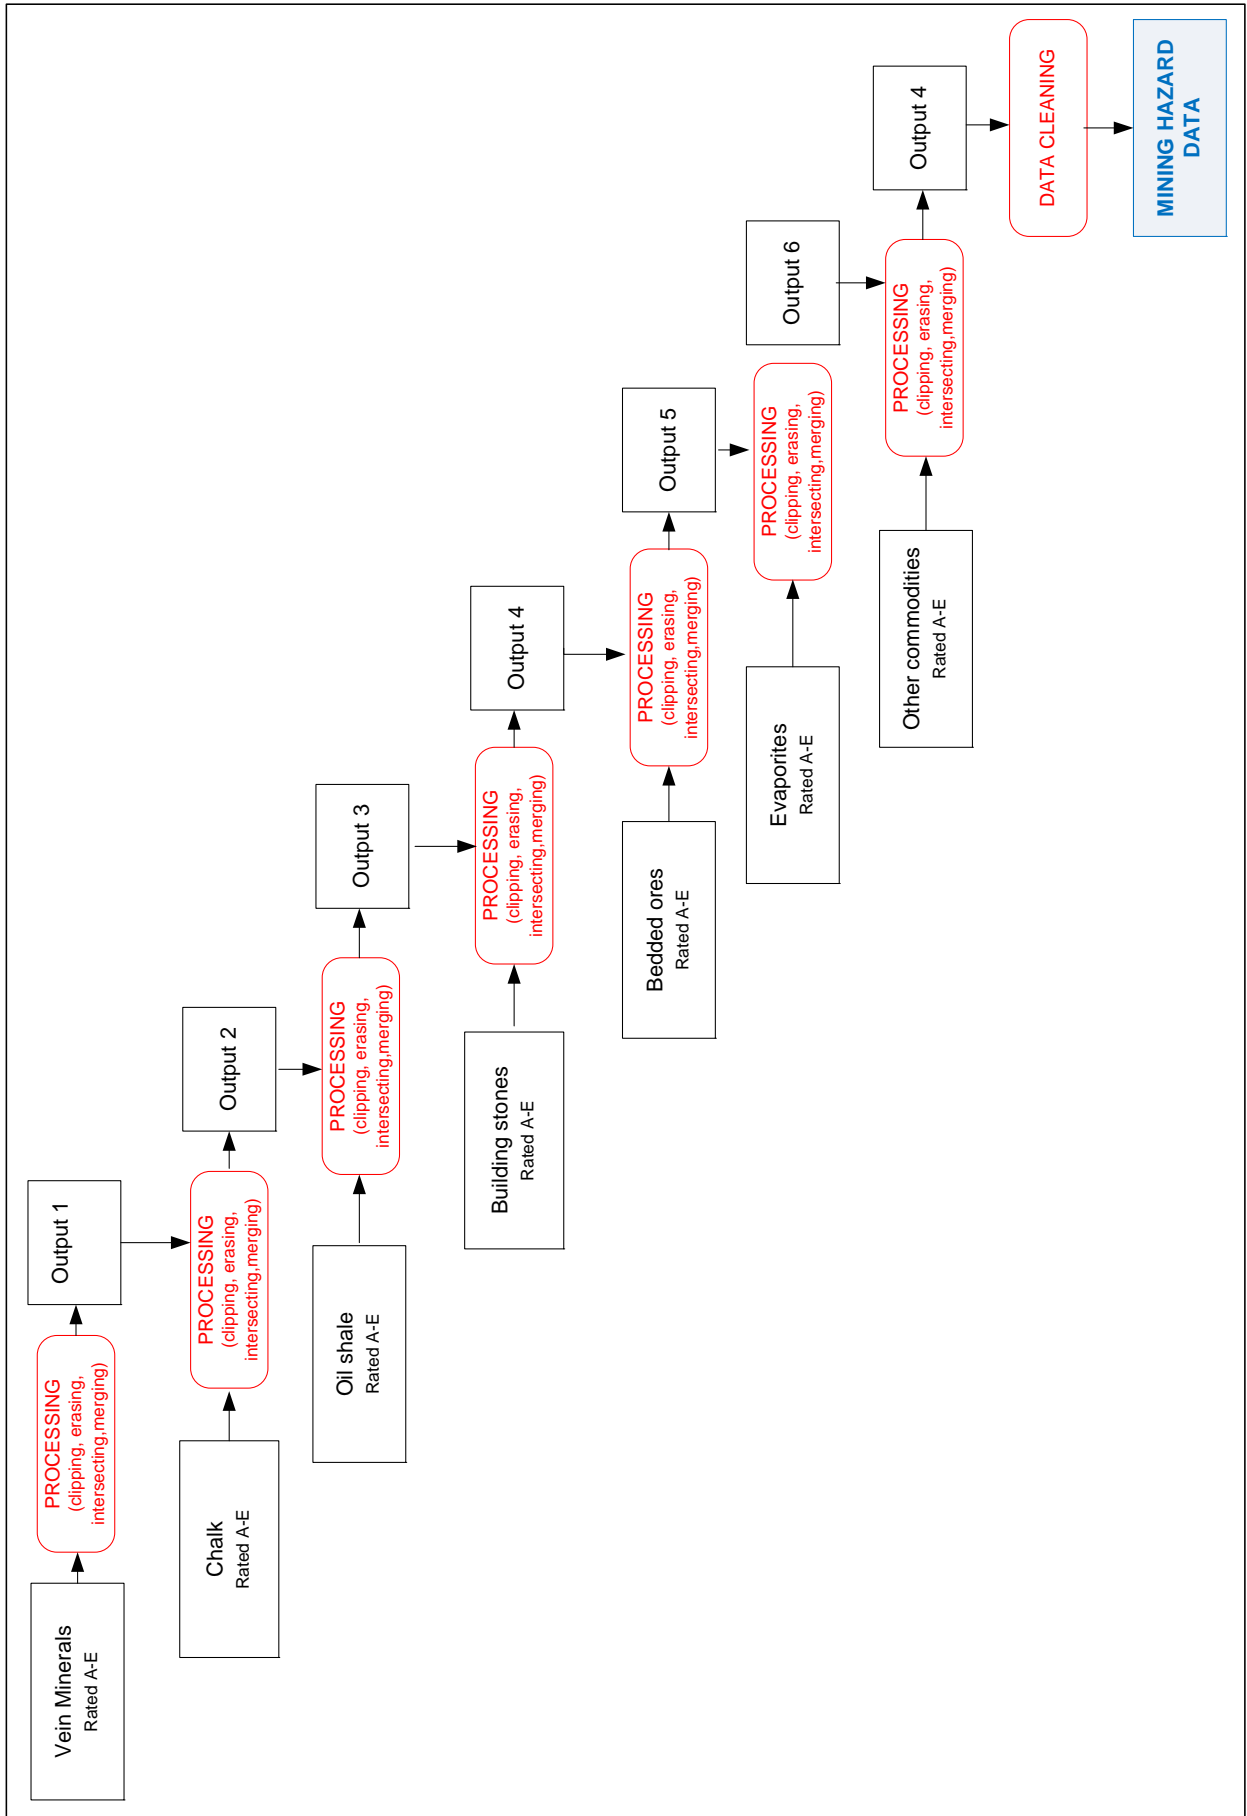 Vein Minerals
Rated A-E
PROCESSING
(clipping, erasing,
intersecting,merging)
Output 1
Chalk
Rated A-E
PROCESSING
(clipping, erasing,
intersecting,merging)
Output 2
Oil shale
Rated A-E
PROCESSING
(clipping, erasing,
intersecting,merging)
Output 3
Building stones
Rated A-E
PROCESSING
(clipping, erasing,
intersecting,merging)
Output 4
Bedded ores
Rated A-E
PROCESSING
(clipping, erasing,
intersecting,merging)
Output 5
Evaporites
Rated A-E
PROCESSING
(clipping, erasing,
intersecting,merging)
Output 6
Other commodities
Rated A-E
PROCESSING
(clipping, erasing,
intersecting,merging)
Output 4
DATA CLEANING
MINING HAZARD
DATA